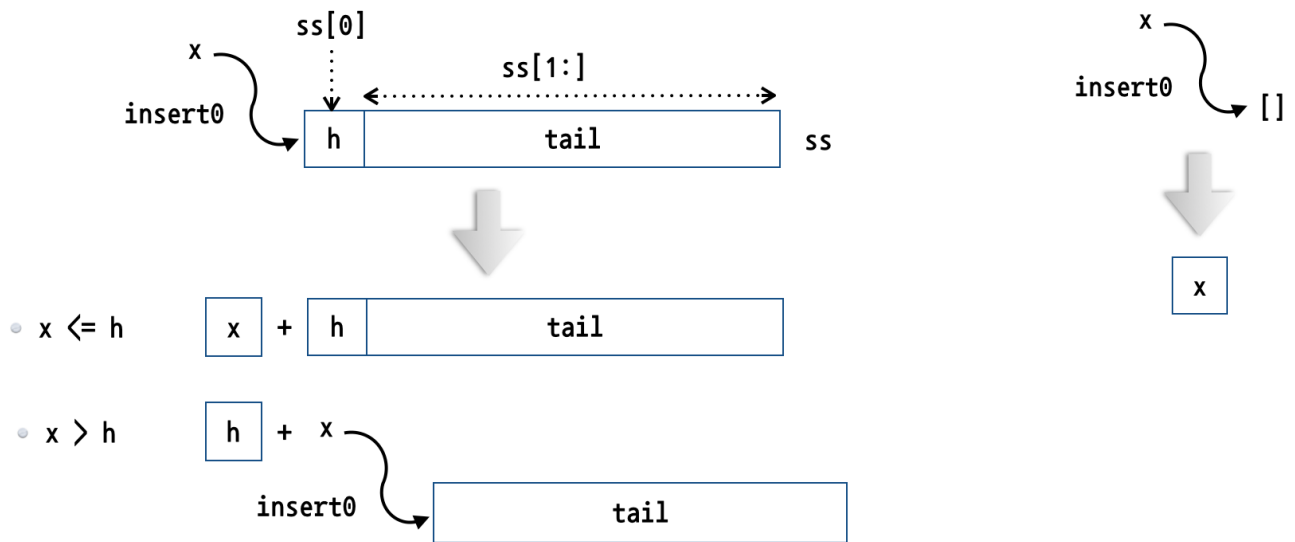 ss[0]
x
ss[1:]
insert0
h
tail
ss
x <= h
x
+
h
tail
x > h
h
+
x
insert0
tail
x
insert0
[]
x